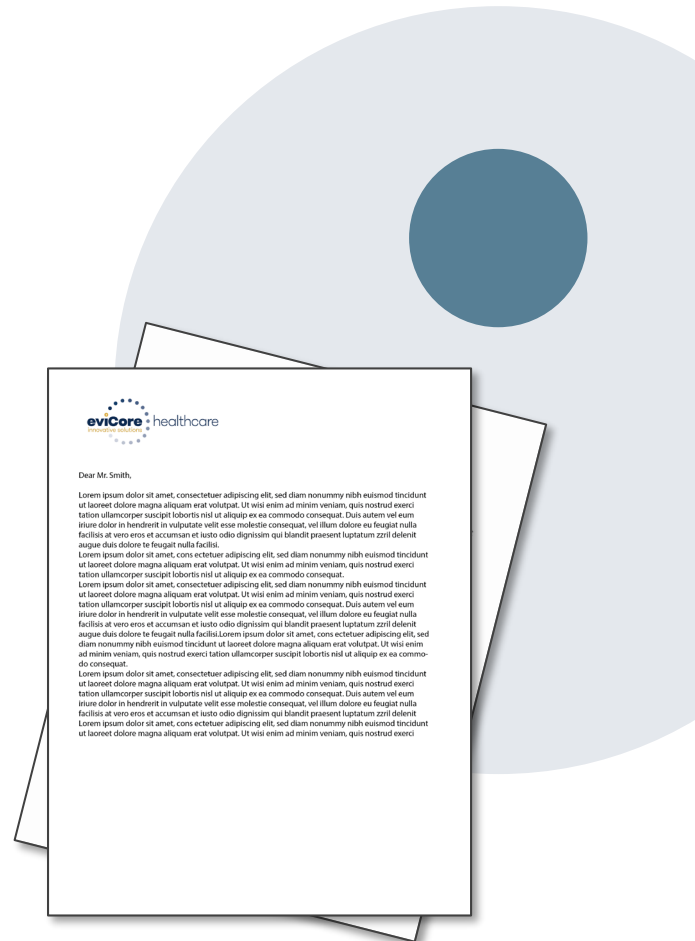 eviCore healthcare
innovative solutions
Dear Mr. Smith,
Lorem ipsum dolor sit amet, consectetuer adipiscing elit, sed diam nonummy nibh euismod tincidunt
ut laoreet dolore magna aliquam erat volutpat. Ut wisi enim ad minim veniam, quis nostrud exerci
tation ullamcorper suscipit lobortis nisl ut aliquip ex ea commodo consequat. Duis autem vel eum
iriure dolor in hendrerit in vulputate velit esse molestie consequat, vel illum dolore eu feugiat nulla
facilisis at vero eros et accumsan et iusto odio dignissim qui blandit praesent luptatum zzril delenit
augue duis dolore te feugait nulla facilisi.
Lorem ipsum dolor sit amet, cons ectetuer adipiscing elit, sed diam nonummy nibh euismod tincidunt
ut laoreet dolore magna aliquam erat volutpat. Ut wisi enim ad minim veniam, quis nostrud exerci
tation ullamcorper suscipit lobortis nisl ut aliquip ex ea commodo consequat.
Lorem ipsum dolor sit amet, consectetuer adipiscing elit, sed diam nonummy nibh euismod tincidunt
ut laoreet dolore magna aliquam erat volutpat. Ut wisi enim ad minim veniam, quis nostrud exerci
tation ullamcorper suscipit lobortis nisl ut aliquip ex ea commodo consequat. Duis autem vel eum
iriure dolor in hendrerit in vulputate velit esse molestie consequat, vel illum dolore eu feugiat nulla
facilisis at vero eros et accumsan et iusto odio dignissim qui blandit praesent luptatum zzril delenit
augue duis dolore te feugait nulla facilisi.Lorem ipsum dolor sit amet, cons ectetuer adipiscing elit, sed
diam nonummy nibh euismod tincidunt ut laoreet dolore magna aliquam erat volutpat. Ut wisi enim
ad minim veniam, quis nostrud exerci tation ullamcorper suscipit lobortis nisl ut aliquip ex ea commo-
do consequat.
Lorem ipsum dolor sit amet, consectetuer adipiscing elit, sed diam nonummy nibh euismod tincidunt
ut laoreet dolore magna aliquam erat volutpat. Ut wisi enim ad minim veniam, quis nostrud exerci
tation ullamcorper suscipit lobortis nisl ut aliquip ex ea commodo consequat. Duis autem vel eum
iriure dolor in hendrerit in vulputate velit esse molestie consequat, vel illum dolore eu feugiat nulla
facilisis at vero eros et accumsan et iusto odio dignissim qui blandit praesent luptatum zzril delenit
Lorem ipsum dolor sit amet, cons ectetuer adipiscing elit, sed diam nonummy nibh euismod tincidunt
ut laoreet dolore magna aliquam erat volutpat. Ut wisi enim ad minim veniam, quis nostrud exerci